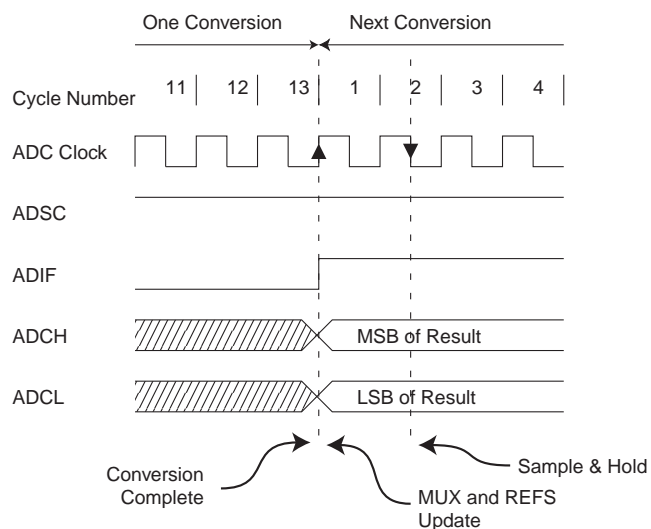 One Conversion Next Conversion
Cycle Number 11 12 13 1 2 3 4
ADC Clock
ADSC
ADIF
ADCH MSB of Result
ADCL LSB of Result
Conversion
Complete
MUX and REFS
Update
Sample & Hold